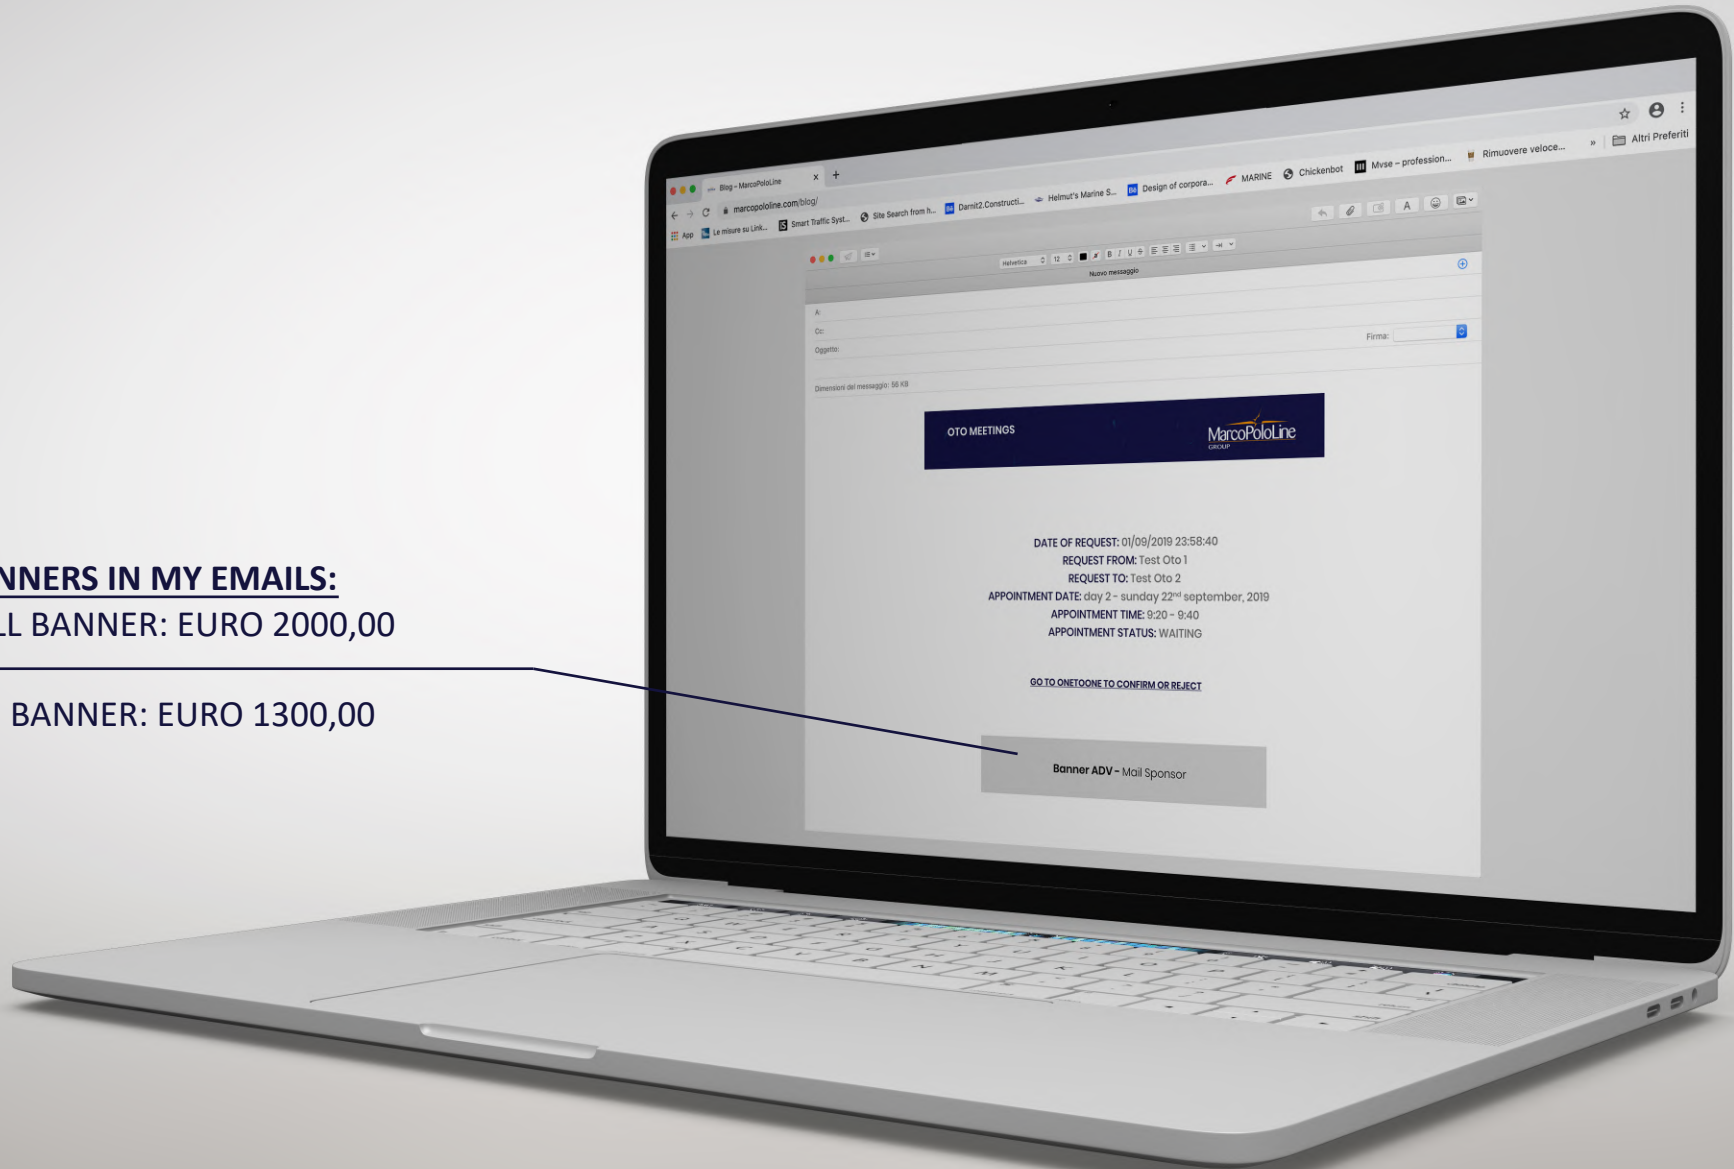 NNERS IN MY EMAILS:
LL BANNER: EURO 2000,00
BANNER: EURO 1300,00
Blog – MarcoPoloLine x +
marcopololine.com/blog/
App Le misure su Link... Smart Traffic Syst... Site Search from h... Bē Darnit2.Constructi... Helmut's Marine S... Bē Design of corpora... MARINE Chickenbot Mvse – profession... Rimuovere veloce... » Altri Preferiti
Helvetica 12 B I U
Nuovo messaggio
A:
Cc:
Oggetto:
Firma:
Dimensioni del messaggio: 56 KB
OTO MEETINGS
MarcoPoloLine
GROUP
DATE OF REQUEST: 01/09/2019 23:58:40
REQUEST FROM: Test Oto 1
REQUEST TO: Test Oto 2
APPOINTMENT DATE: day 2 - sunday 22nd september, 2019
APPOINTMENT TIME: 9:20 - 9:40
APPOINTMENT STATUS: WAITING
GO TO ONETOONE TO CONFIRM OR REJECT
Banner ADV - Mail Sponsor